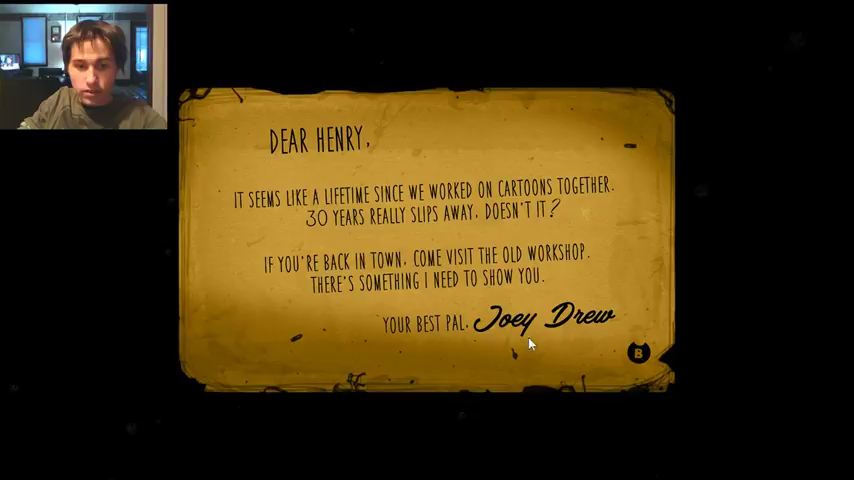 DEAR HENRY,
IT SEEMS LIKE A LIFETIME SINCE WE WORKED ON CARTOONS TOGETHER.
30 YEARS REALLY SLIPS AWAY, DOESN'T IT?
IF YOU'RE BACK IN TOWN, COME VISIT THE OLD WORKSHOP.
THERE'S SOMETHING I NEED TO SHOW YOU.
YOUR BEST PAL, Joey Drew
B